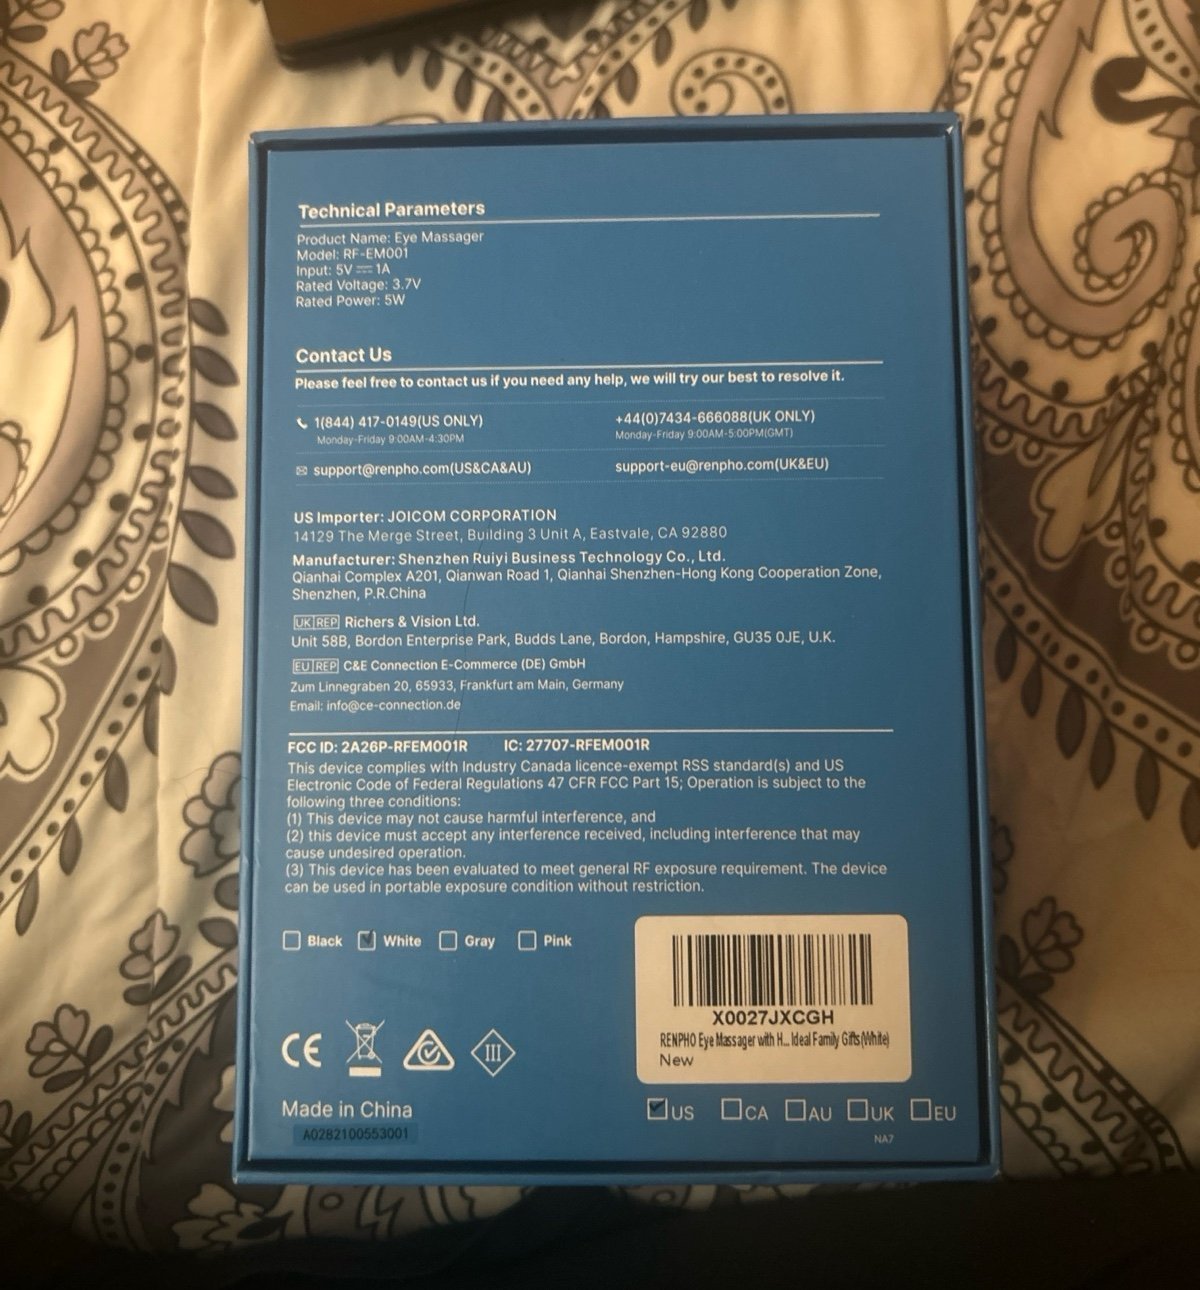 Technical Parameters
Product Name: Eye Massager
Model: RF-EM001
Input: 5V⎓1A
Rated Voltage: 3.7V
Rated Power: 5W
Contact Us
Please feel free to contact us if you need any help, we will try our best to resolve it.
1(844) 417-0149(US ONLY)
Monday-Friday 9:00AM-4:30PM
+44(0)7434-666088(UK ONLY)
Monday-Friday 9:00AM-5:00PM(GMT)
support@renpho.com(US&CA&AU)
support-eu@renpho.com(UK&EU)
US Importer: JOICOM CORPORATION
14129 The Merge Street, Building 3 Unit A, Eastvale, CA 92880
Manufacturer: Shenzhen Ruiyi Business Technology Co., Ltd.
Qianhai Complex A201, Qianwan Road 1, Qianhai Shenzhen-Hong Kong Cooperation Zone,
Shenzhen, P.R.China
UK REP Richers & Vision Ltd.
Unit 58B, Bordon Enterprise Park, Budds Lane, Bordon, Hampshire, GU35 0JE, U.K.
EU REP C&E Connection E-Commerce (DE) GmbH
Zum Linnegraben 20, 65933, Frankfurt am Main, Germany
Email: info@ce-connection.de
FCC ID: 2A26P-RFEM001R IC: 27707-RFEM001R
This device complies with Industry Canada licence-exempt RSS standard(s) and US
Electronic Code of Federal Regulations 47 CFR FCC Part 15; Operation is subject to the
following three conditions:
(1) This device may not cause harmful interference, and
(2) this device must accept any interference received, including interference that may
cause undesired operation.
(3) This device has been evaluated to meet general RF exposure requirement. The device
can be used in portable exposure condition without restriction.
☐ Black ☑ White ☐ Gray ☐ Pink
X0027JXCGH
RENPHO Eye Massager with H... Ideal Family Gifts(White)
New
CE
III
Made in China
A0282100553001
☑US ☐CA ☐AU ☐UK ☐EU
NA7